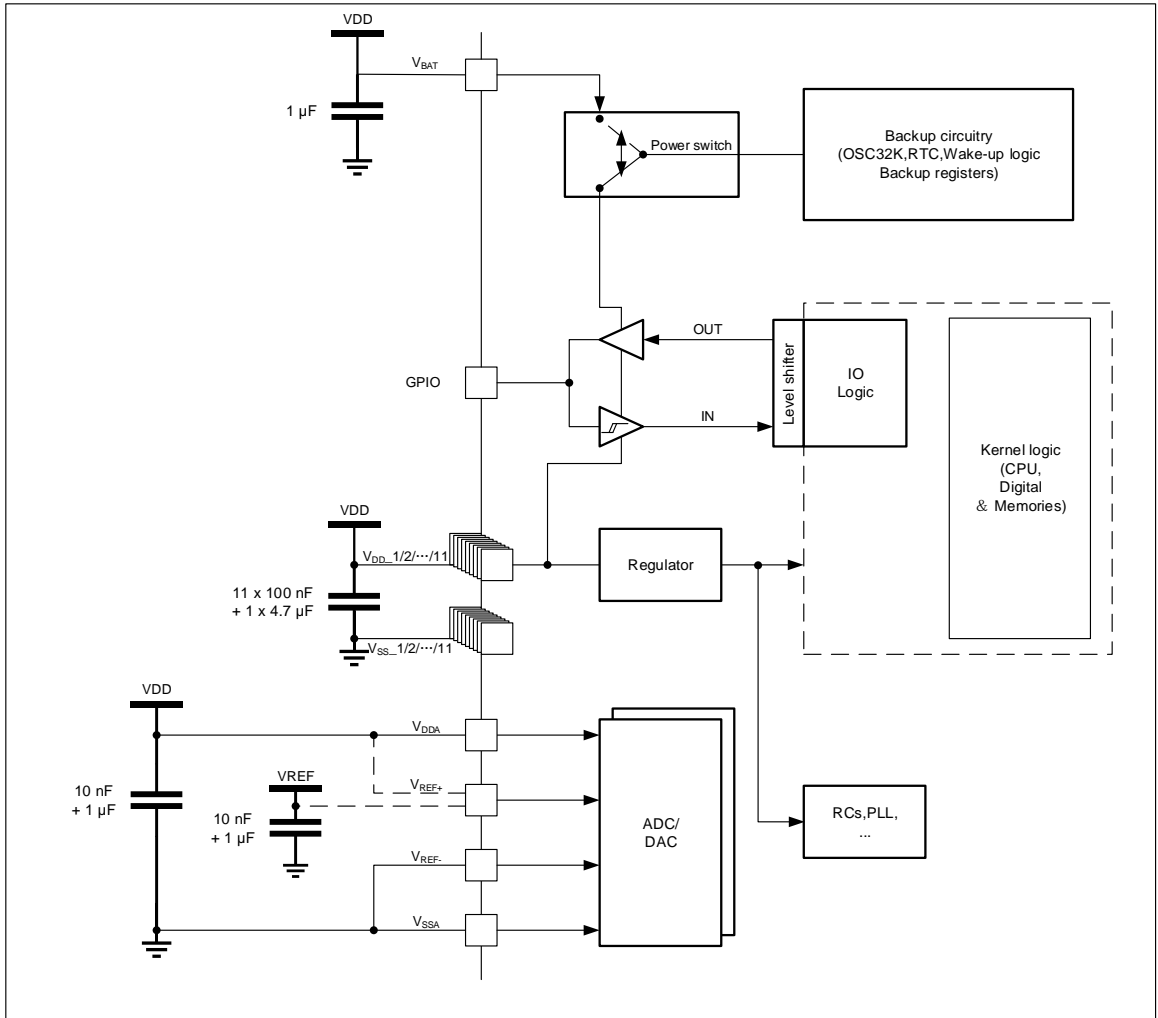 VDD
VBAT
1 µF
Power switch
Backup circuitry
(OSC32K,RTC,Wake-up logic
Backup registers)
OUT
GPIO
Level shifter
IO
Logic
IN
Kernel logic
(CPU,
Digital
& Memories)
VDD
VDD_1/2/···/11
Regulator
11 x 100 nF
+ 1 x 4.7 µF
VSS_1/2/···/11
VDD
VDDA
VREF
VREF+
10 nF
+ 1 µF
10 nF
+ 1 µF
ADC/
DAC
RCs,PLL,
...
VREF-
VSSA